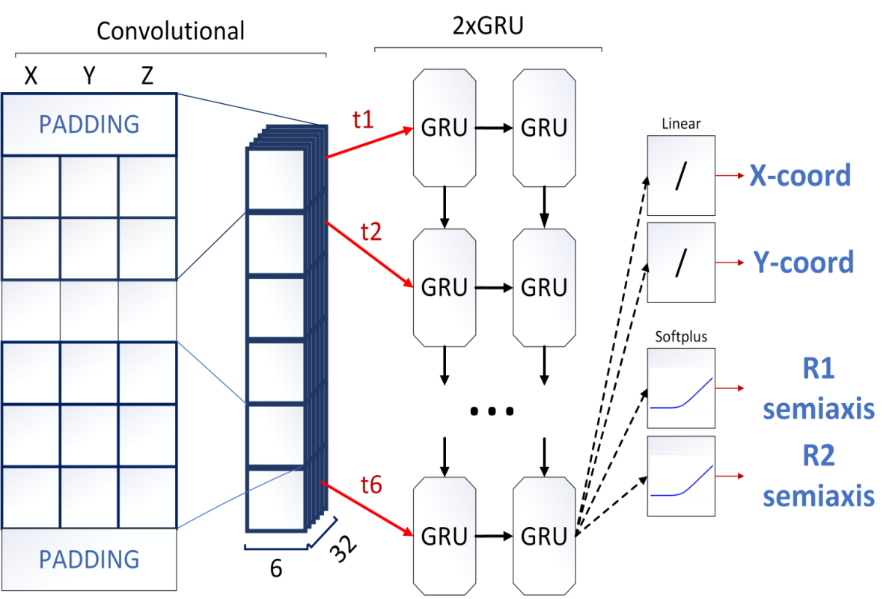 Convolutional
2xGRU
X Y Z
PADDING
t1
GRU GRU
Linear
/
X-coord
t2
GRU GRU
/
Y-coord
Softplus
R1
semiaxis
...
R2
semiaxis
t6
GRU GRU
PADDING
6
32